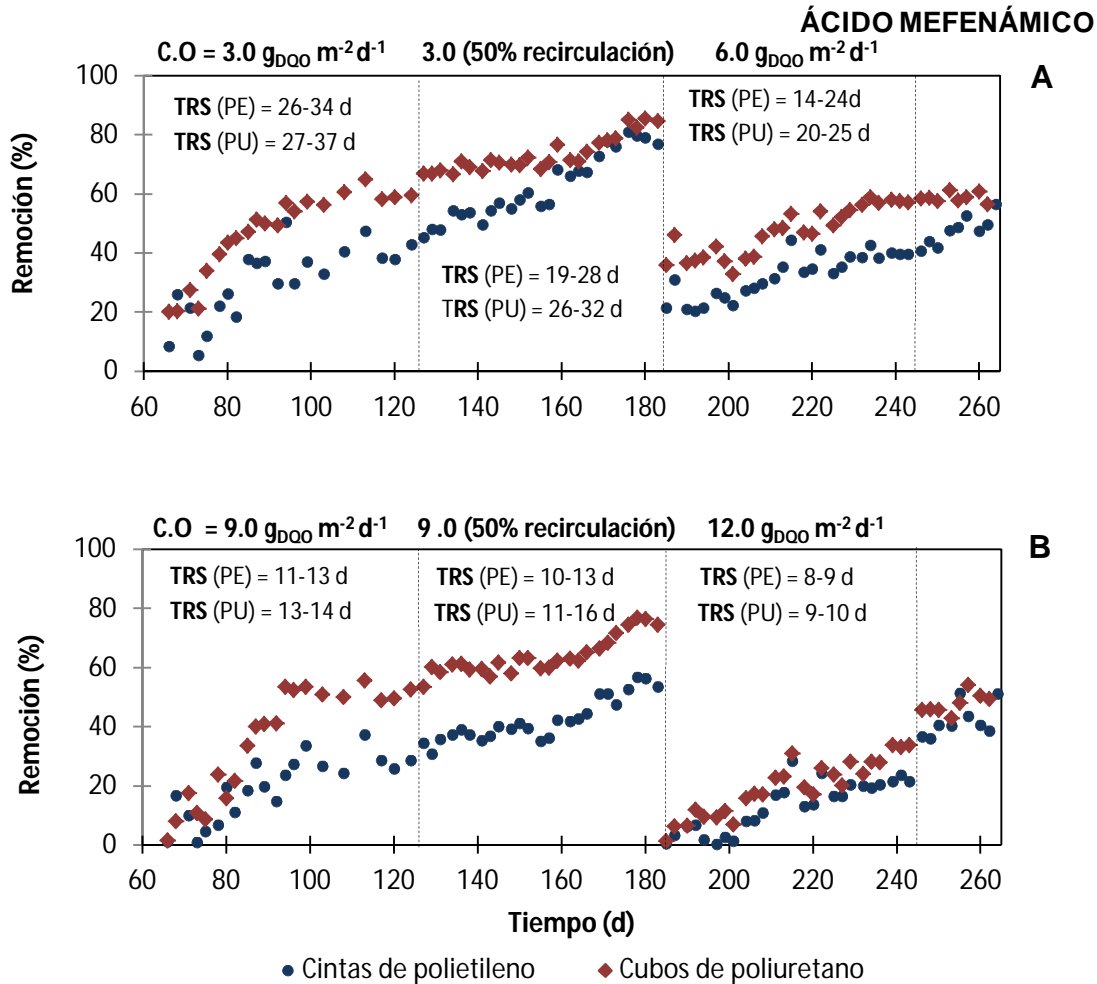 ÁCIDO MEFENÁMICO
C.O = 3.0 gDQO m-2 d-1 3.0 (50% recirculación) 6.0 gDQO m-2 d-1
A
TRS (PE) = 26-34 d
TRS (PU) = 27-37 d
TRS (PE) = 14-24d
TRS (PU) = 20-25 d
TRS (PE) = 19-28 d
TRS (PU) = 26-32 d
Remoción (%)
100
80
60
40
20
0
60 80 100 120 140 160 180 200 220 240 260
C.O = 9.0 gDQO m-2 d-1 9 .0 (50% recirculación) 12.0 gDQO m-2 d-1
B
TRS (PE) = 11-13 d
TRS (PU) = 13-14 d
TRS (PE) = 10-13 d
TRS (PU) = 11-16 d
TRS (PE) = 8-9 d
TRS (PU) = 9-10 d
Remoción (%)
100
80
60
40
20
0
60 80 100 120 140 160 180 200 220 240 260
Tiempo (d)
Cintas de polietileno Cubos de poliuretano